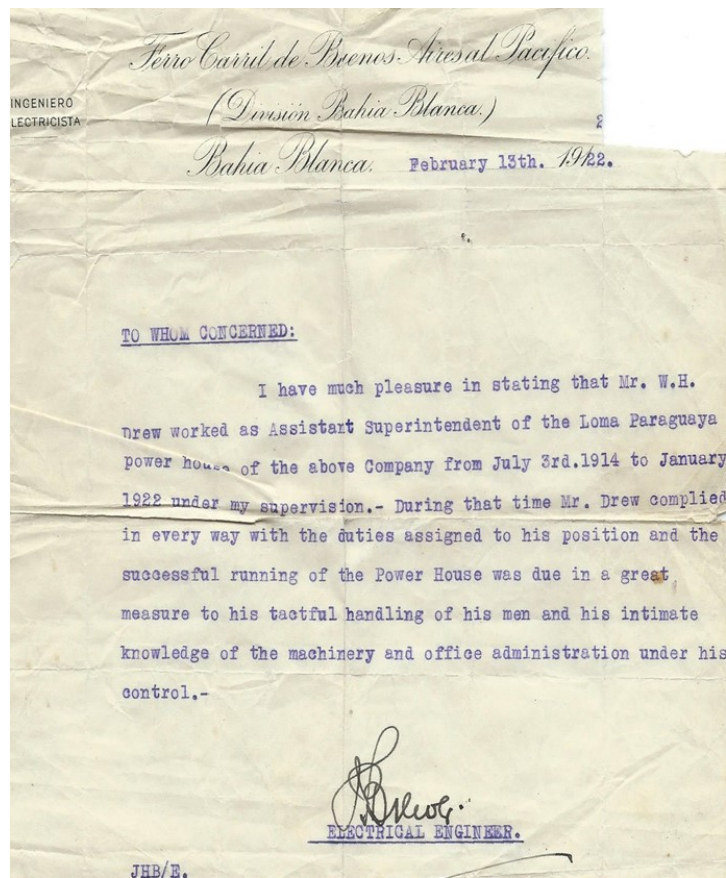 Ferro Carril de Buenos Aires al Pacifico.
INGENIERO
LECTRICISTA
(División Bahia Blanca.)
2
Bahia Blanca. February 13th. 1922.
TO WHOM CONCERNED:
I have much pleasure in stating that Mr. W.H.
Drew worked as Assistant Superintendent of the Loma Paraguaya
power house of the above Company from July 3rd.1914 to January
1922 under my supervision.- During that time Mr. Drew complied
in every way with the duties assigned to his position and the
successful running of the Power House was due in a great
measure to his tactful handling of his men and his intimate
knowledge of the machinery and office administration under his
control.-
ELECTRICAL ENGINEER.
JHB/E.